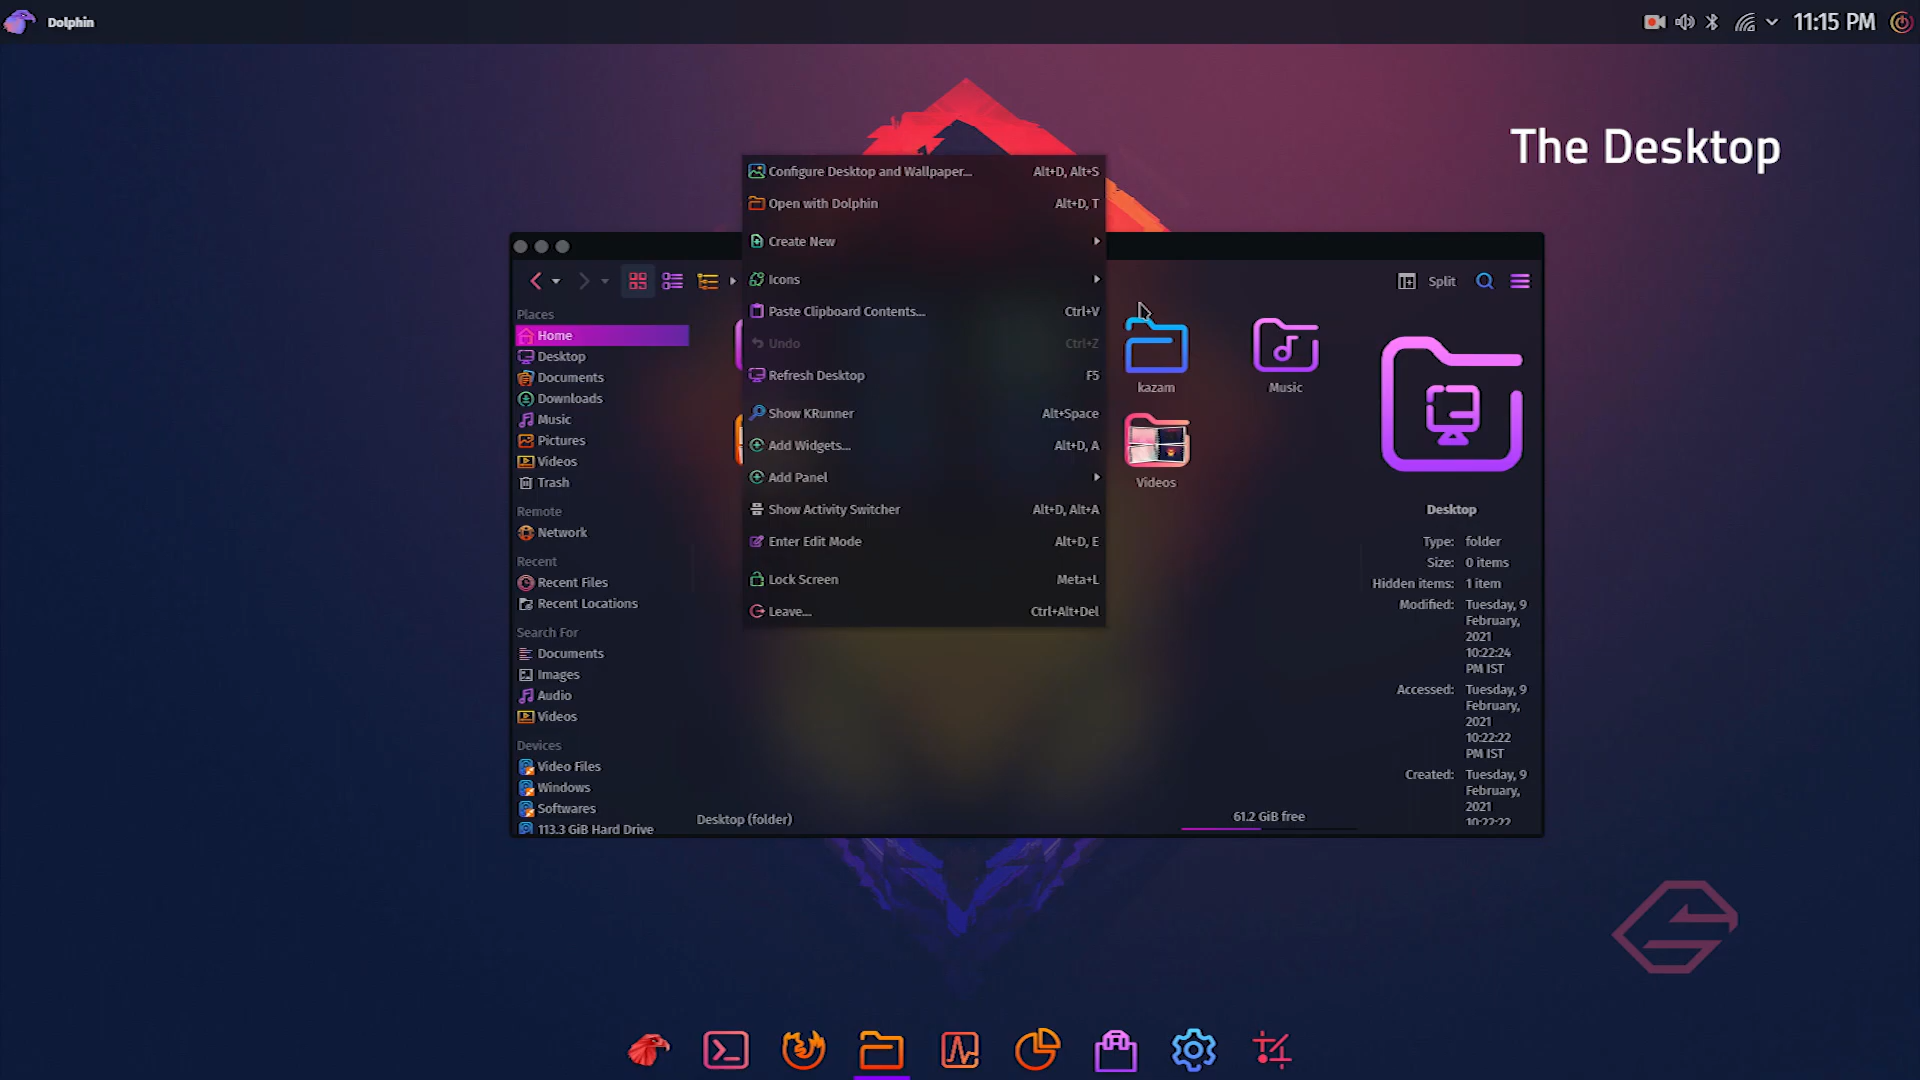 Dolphin
11:15 PM
The Desktop
Configure Desktop and Wallpaper... Alt+D, Alt+S
Open with Dolphin Alt+D, T
Create New
Icons
Paste Clipboard Contents... Ctrl+V
Undo Ctrl+Z
Refresh Desktop F5
Show KRunner Alt+Space
Add Widgets... Alt+D, A
Add Panel
Show Activity Switcher Alt+D, Alt+A
Enter Edit Mode Alt+D, E
Lock Screen Meta+L
Leave... Ctrl+Alt+Del
Split
Places
Home
Desktop
Documents
Downloads
Music
Pictures
Videos
Trash
Remote
Network
Recent
Recent Files
Recent Locations
Search For
Documents
Images
Audio
Videos
Devices
Video Files
Windows
Softwares
113.3 GiB Hard Drive
kazam
Music
Videos
Desktop (folder)
61.2 GiB free
Desktop
Type: folder
Size: 0 items
Hidden items: 1 item
Modified: Tuesday, 9
February,
2021
10:22:24
PM IST
Accessed: Tuesday, 9
February,
2021
10:22:22
PM IST
Created: Tuesday, 9
February,
2021
10:22:22